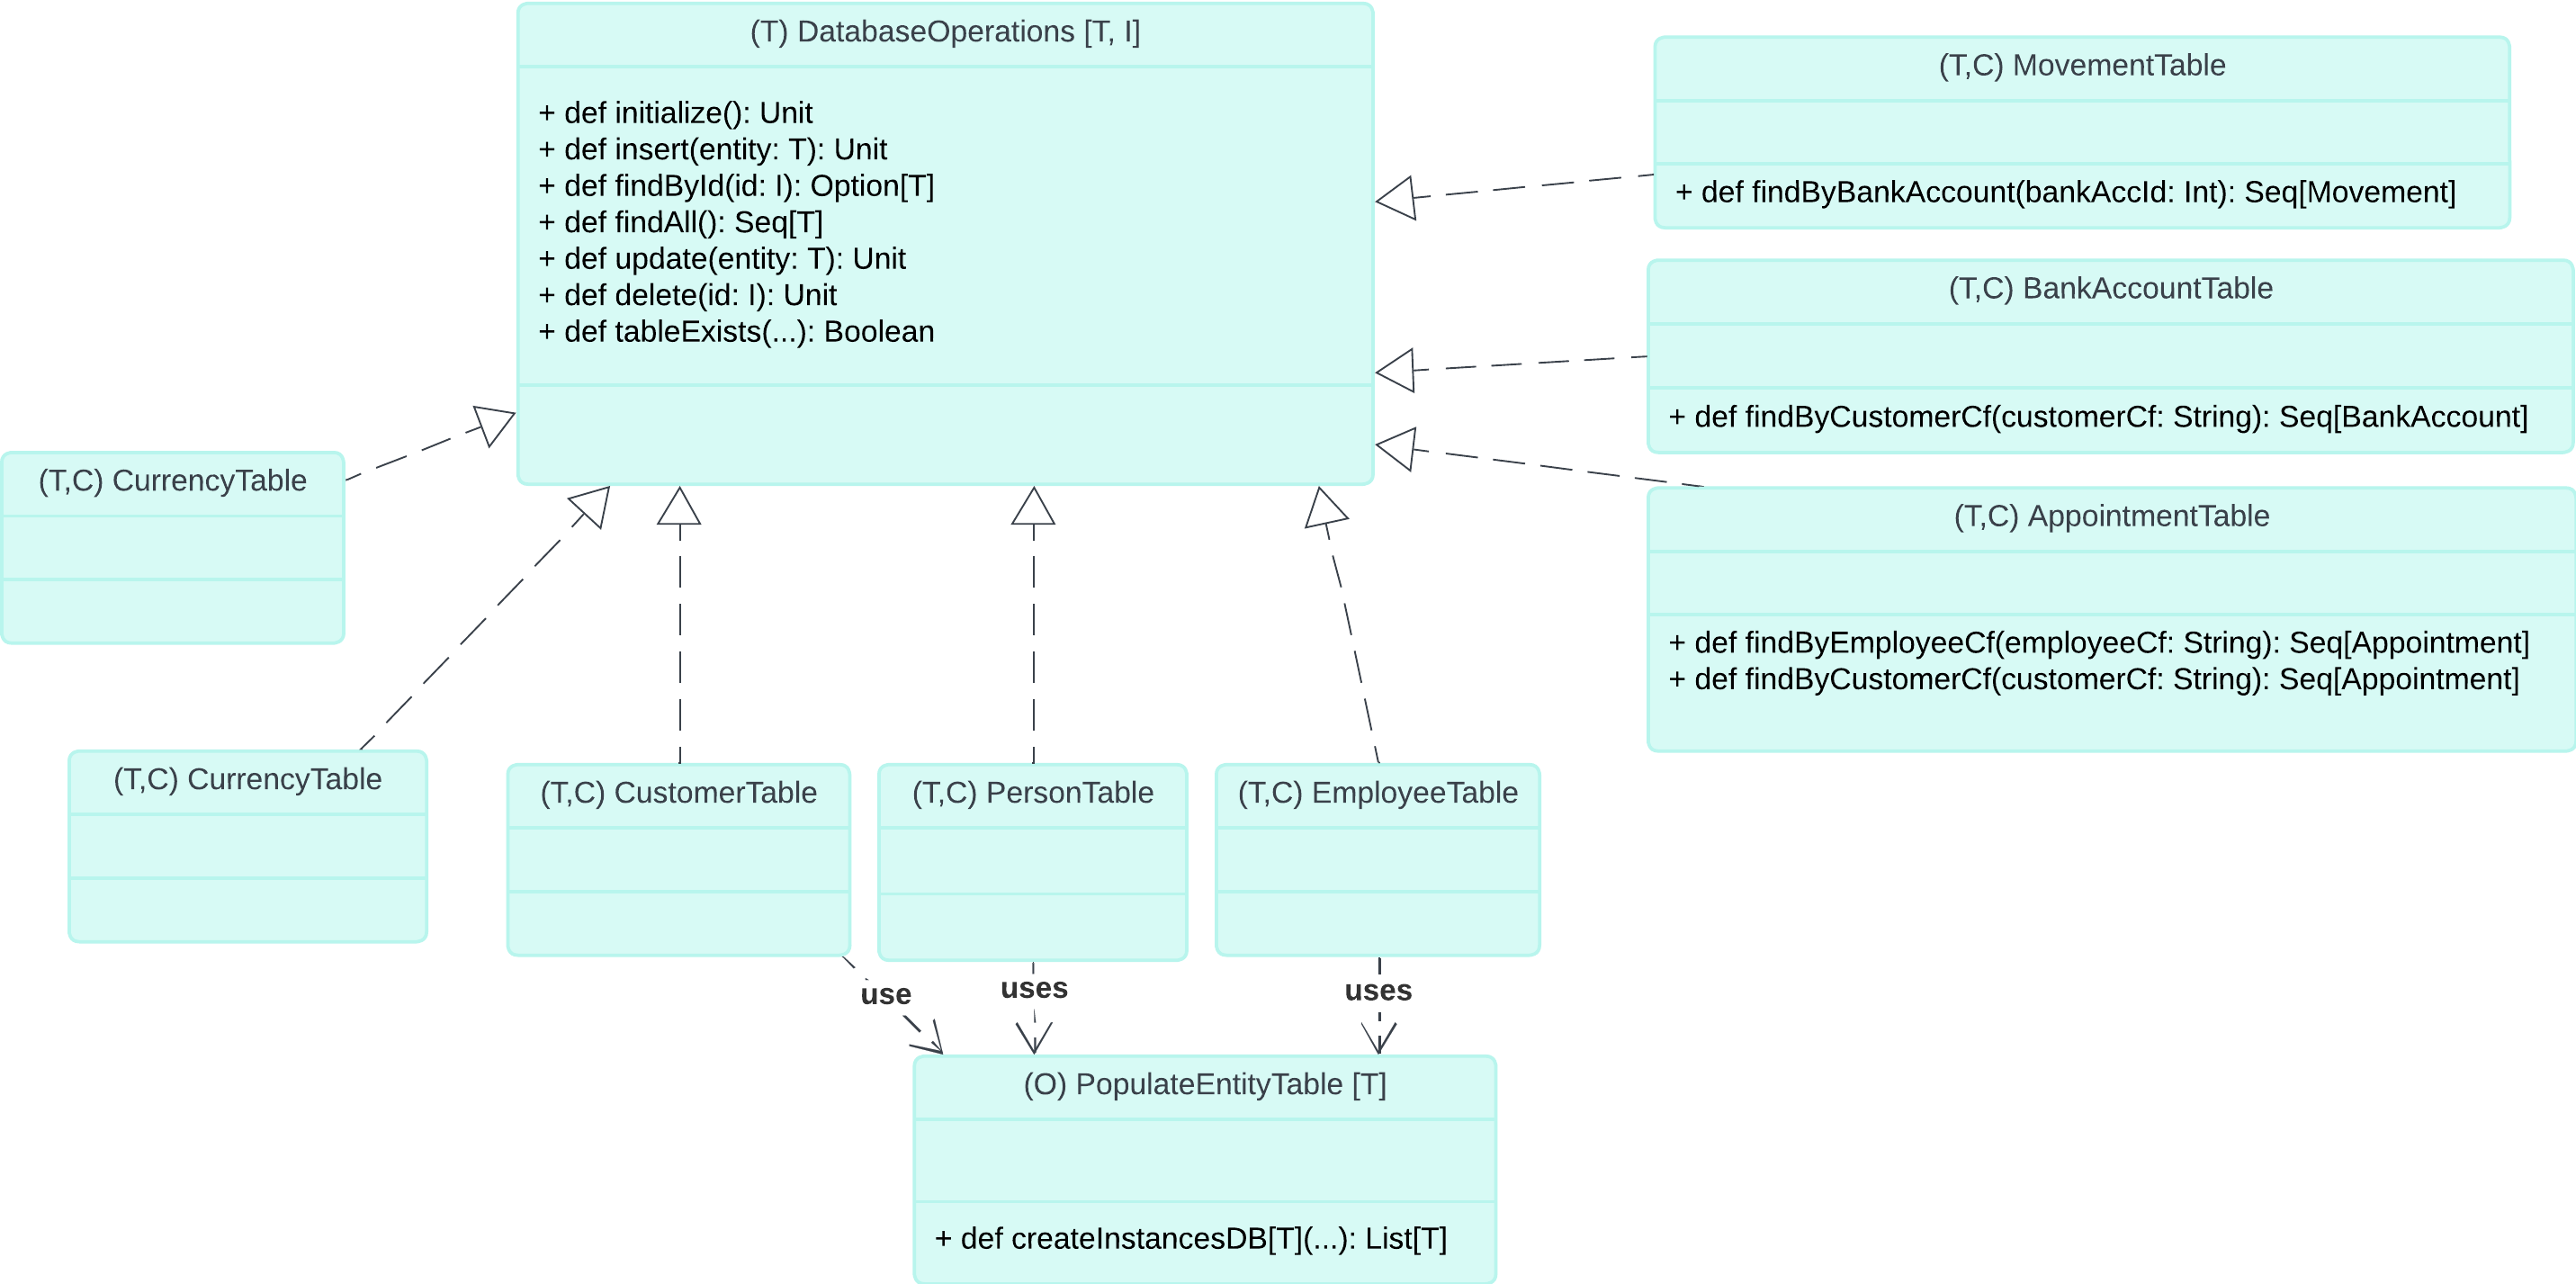 (T) DatabaseOperations [T, I]
+ def initialize(): Unit
+ def insert(entity: T): Unit
+ def findById(id: I): Option[T]
+ def findAll(): Seq[T]
+ def update(entity: T): Unit
+ def delete(id: I): Unit
+ def tableExists(...): Boolean
(T,C) MovementTable
+ def findByBankAccount(bankAccId: Int): Seq[Movement]
(T,C) BankAccountTable
+ def findByCustomerCf(customerCf: String): Seq[BankAccount]
(T,C) AppointmentTable
+ def findByEmployeeCf(employeeCf: String): Seq[Appointment]
+ def findByCustomerCf(customerCf: String): Seq[Appointment]
(T,C) CurrencyTable
(T,C) CurrencyTable
(T,C) CustomerTable
(T,C) PersonTable
(T,C) EmployeeTable
use
uses
uses
(O) PopulateEntityTable [T]
+ def createInstancesDB[T](...): List[T]